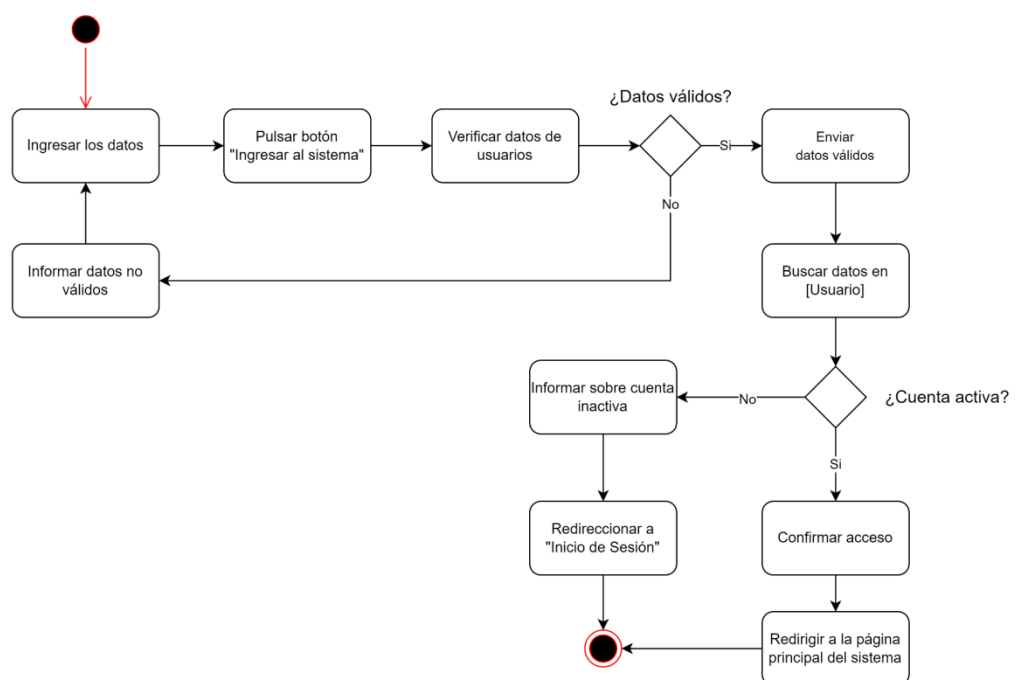 ¿Datos válidos?
Ingresar los datos
Pulsar botón
"Ingresar al sistema"
Verificar datos de
usuarios
Si
Enviar
datos válidos
No
Informar datos no
válidos
Buscar datos en
[Usuario]
Informar sobre cuenta
inactiva
No
¿Cuenta activa?
Si
Redireccionar a
"Inicio de Sesión"
Confirmar acceso
Redirigir a la página
principal del sistema